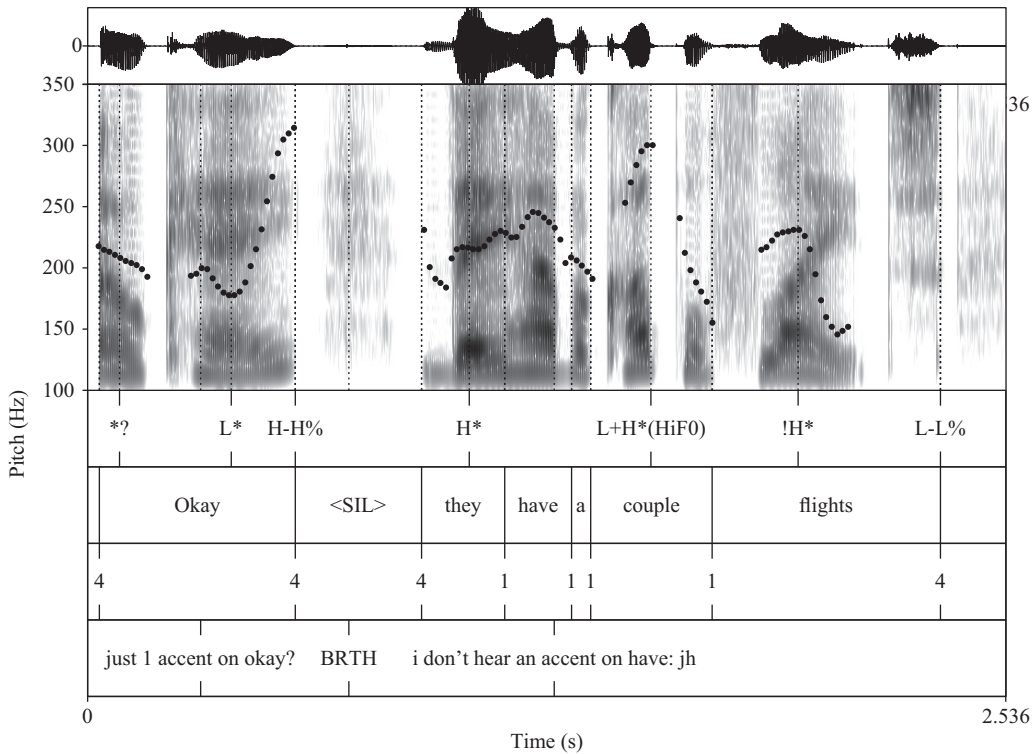 0
350
300
250
200
150
100
36
Pitch (Hz)
*? L* H-H% H* L+H*(HiF0) !H* L-L%
Okay <SIL> they have a couple flights
4 4 4 1 1 1 1 4
just 1 accent on okay? BRTH i don't hear an accent on have: jh
0 2.536
Time (s)